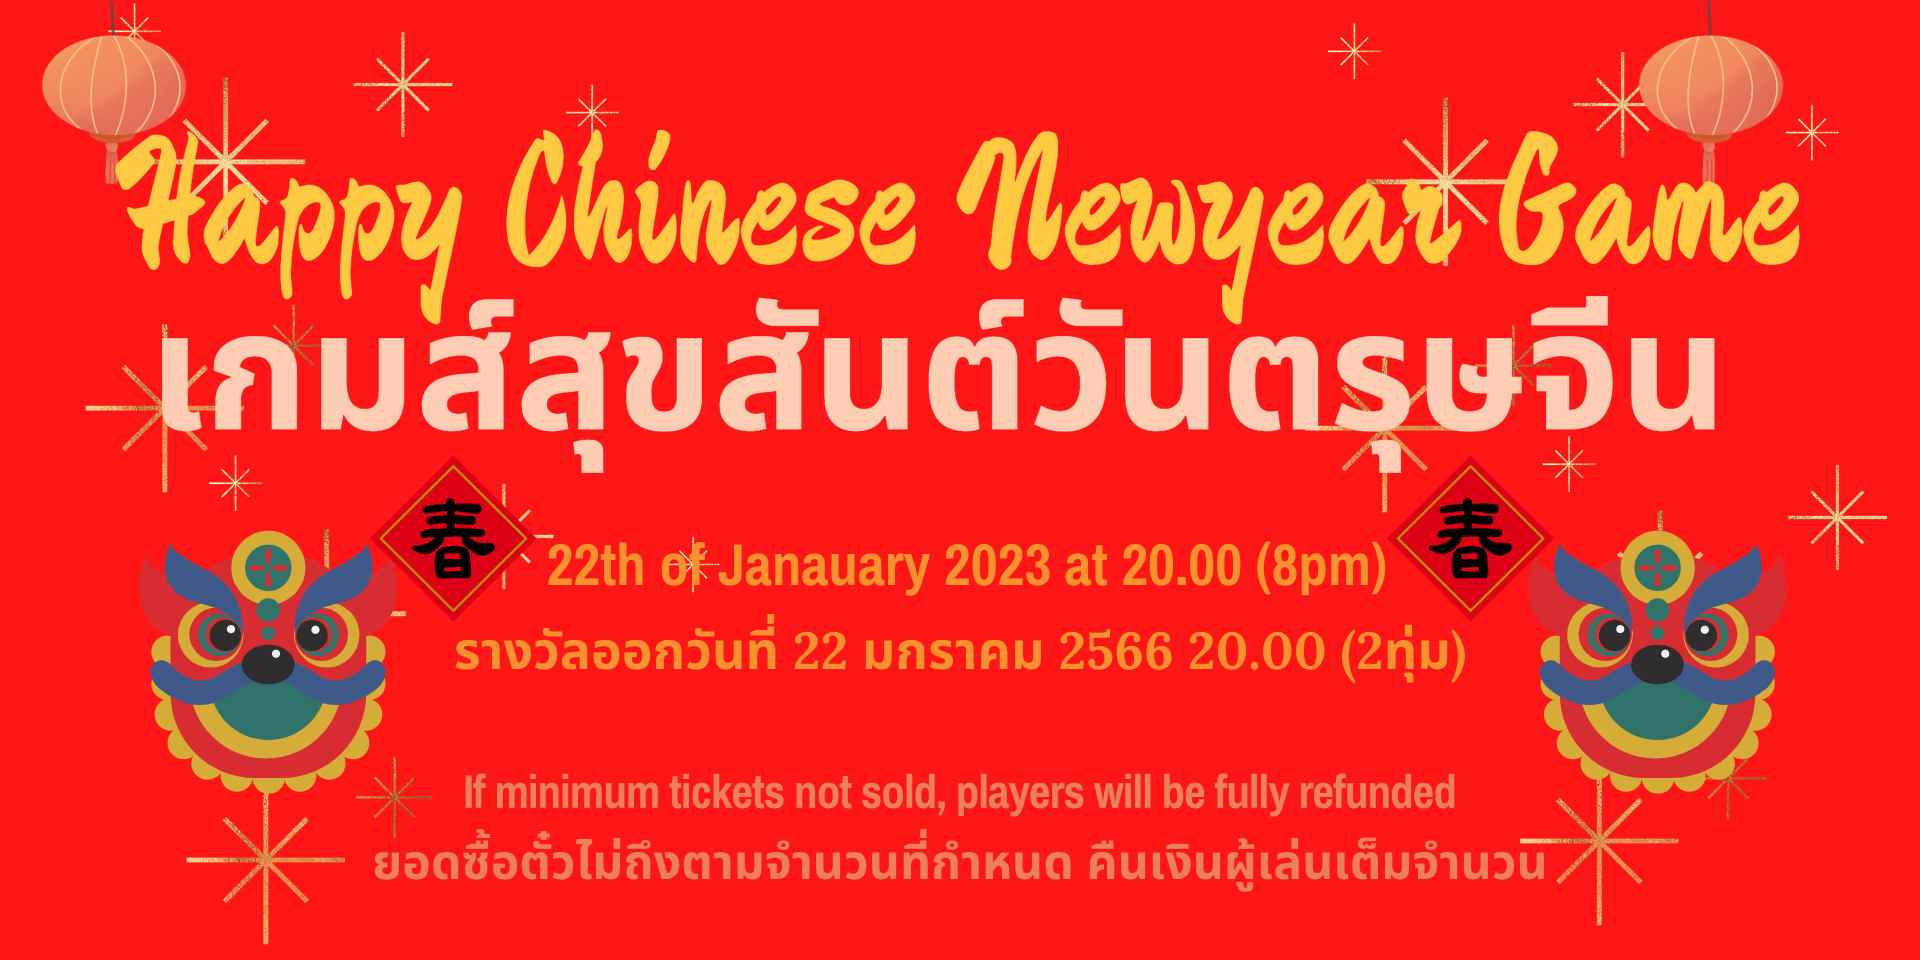 Happy Chinese Newyear Game
เกมส์สุขสันต์วันตรุษจีน
春 春
22th of Janauary 2023 at 20.00 (8pm)
รางวัลออกวันที่ 22 มกราคม 2566 20.00 (2ทุ่ม)
If minimum tickets not sold, players will be fully refunded
ยอดซื้อตั๋วไม่ถึงตามจำนวนที่กำหนด คืนเงินผู้เล่นเต็มจำนวน